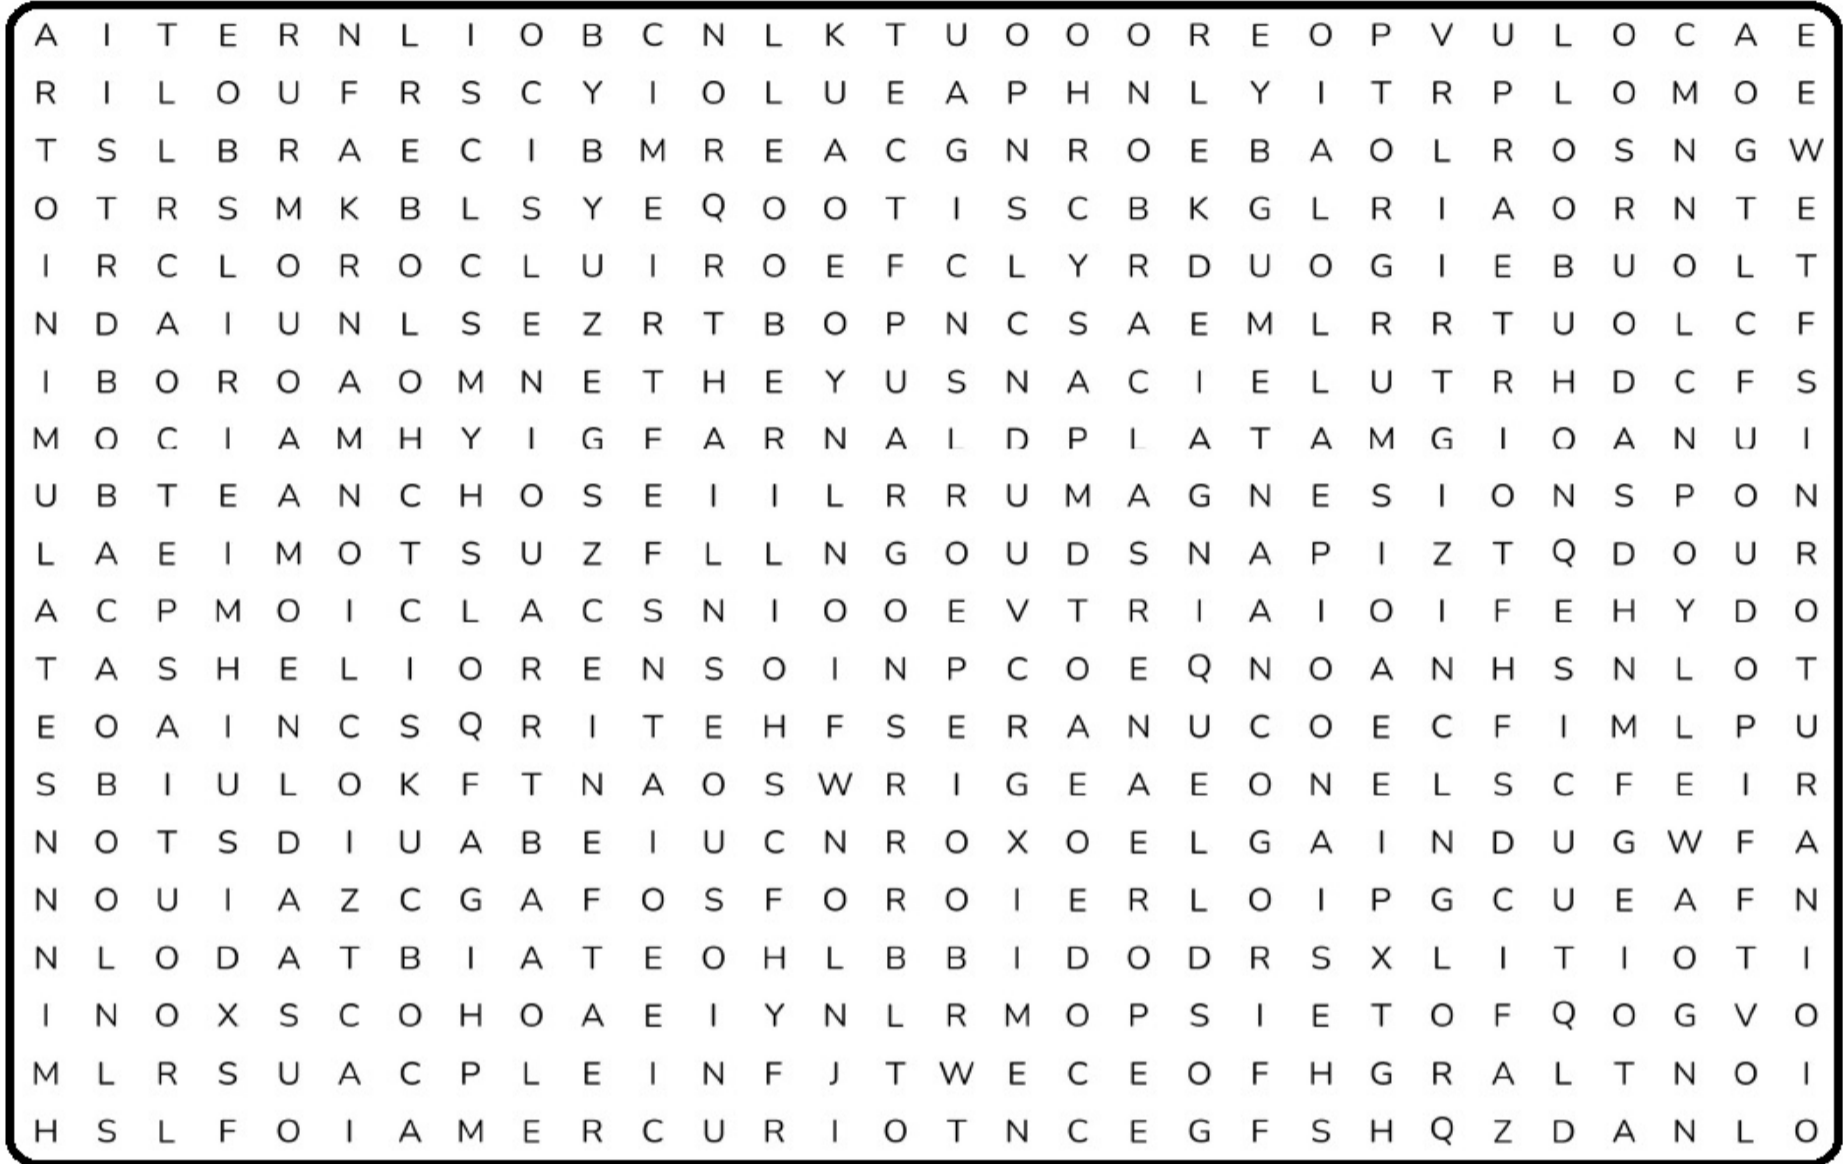 A I T E R N L I O B C N L K T U O O O R E O P V U L O C A E
R I L O U F R S C Y I O L U E A P H N L Y I T R P L O M O E
T S L B R A E C I B M R E A C G N R O E B A O L R O S N G W
O T R S M K B L S Y E Q O O T I S C B K G L R I A O R N T E
I R C L O R O C L U I R O E F C L Y R D U O G I E B U O L T
N D A I U N L S E Z R T B O P N C S A E M L R R T U O L C F
I B O R O A O M N E T H E Y U S N A C I E L U T R H D C F S
M O C I A M H Y I G F A R N A L D P L A T A M G I O A N U I
U B T E A N C H O S E I I L R R U M A G N E S I O N S P O N
L A E I M O T S U Z F L L N G O U D S N A P I Z T Q D O U R
A C P M O I C L A C S N I O O E V T R I A I O I F E H Y D O
T A S H E L I O R E N S O I N P C O E Q N O A N H S N L O T
E O A I N C S Q R I T E H F S E R A N U C O E C F I M L P U
S B I U L O K F T N A O S W R I G E A E O N E L S C F E I R
N O T S D I U A B E I U C N R O X O E L G A I N D U G W F A
N O U I A Z C G A F O S F O R O I E R L O I P G C U E A F N
N L O D A T B I A T E O H L B B I D O D R S X L I T I O T I
I N O X S C O H O A E I Y N L R M O P S I E T O F Q O G V O
M L R S U A C P L E I N F J T W E C E O F H G R A L T N O I
H S L F O I A M E R C U R I O T N C E G F S H Q Z D A N L O